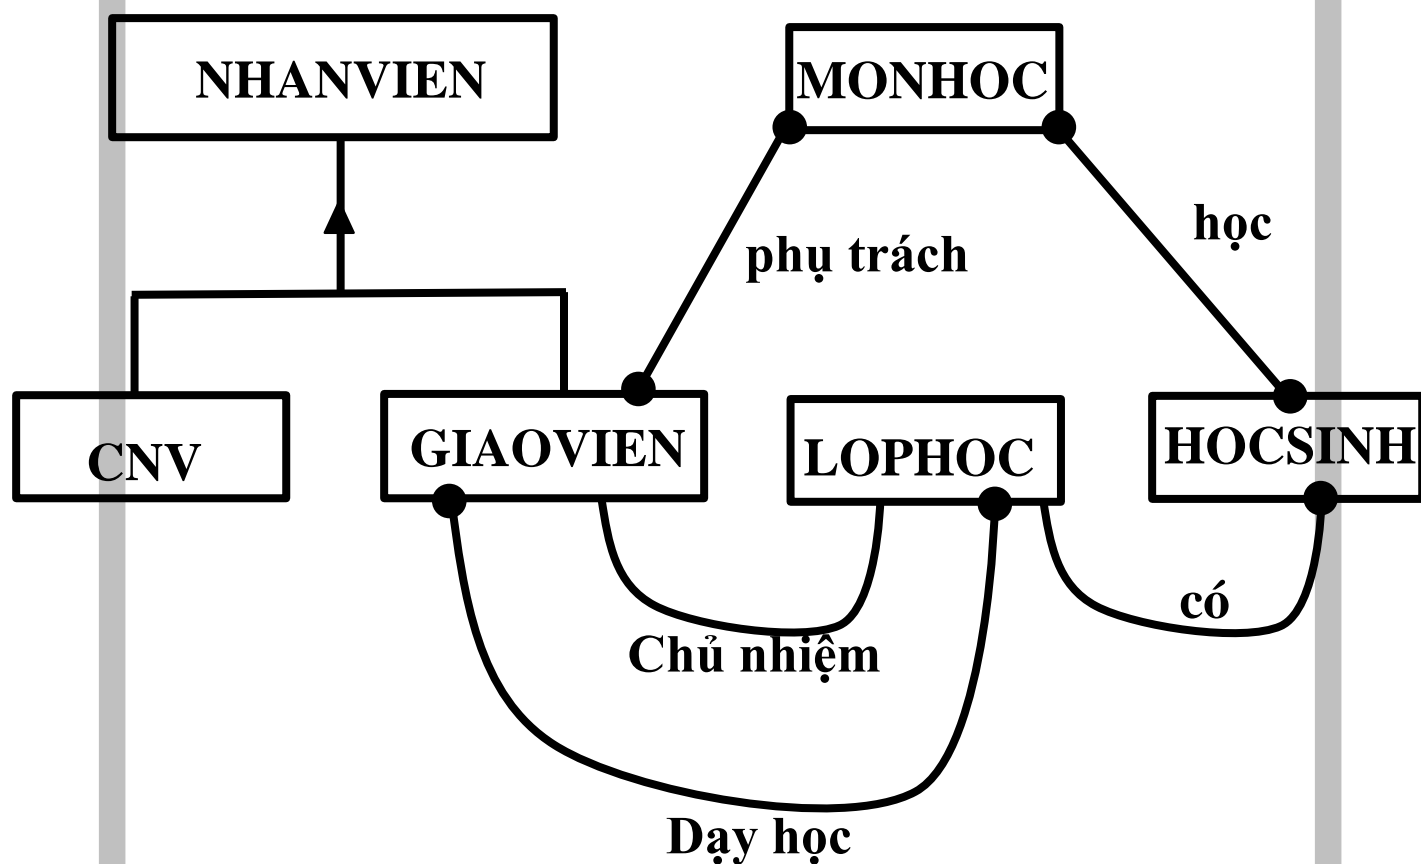 NHANVIEN
MONHOC
học
phụ trách
CNV
GIAOVIEN
LOPHOC
HOCSINH
có
Chủ nhiệm
Dạy học